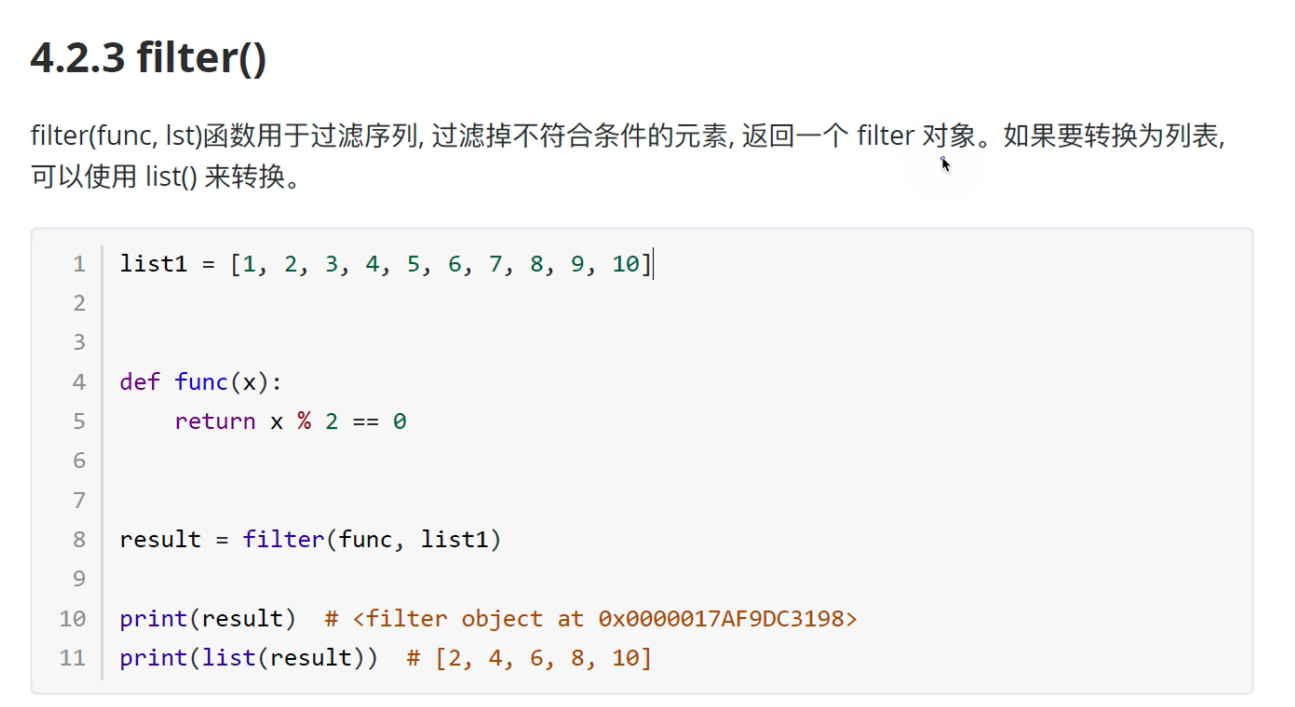 4.2.3 filter()
filter(func, lst)函数用于过滤序列, 过滤掉不符合条件的元素, 返回一个 filter 对象。如果要转换为列表,
可以使用 list() 来转换。
1 list1 = [1, 2, 3, 4, 5, 6, 7, 8, 9, 10]
2
3
4 def func(x):
5     return x % 2 == 0
6
7
8 result = filter(func, list1)
9
10 print(result)  # <filter object at 0x0000017AF9DC3198>
11 print(list(result))  # [2, 4, 6, 8, 10]